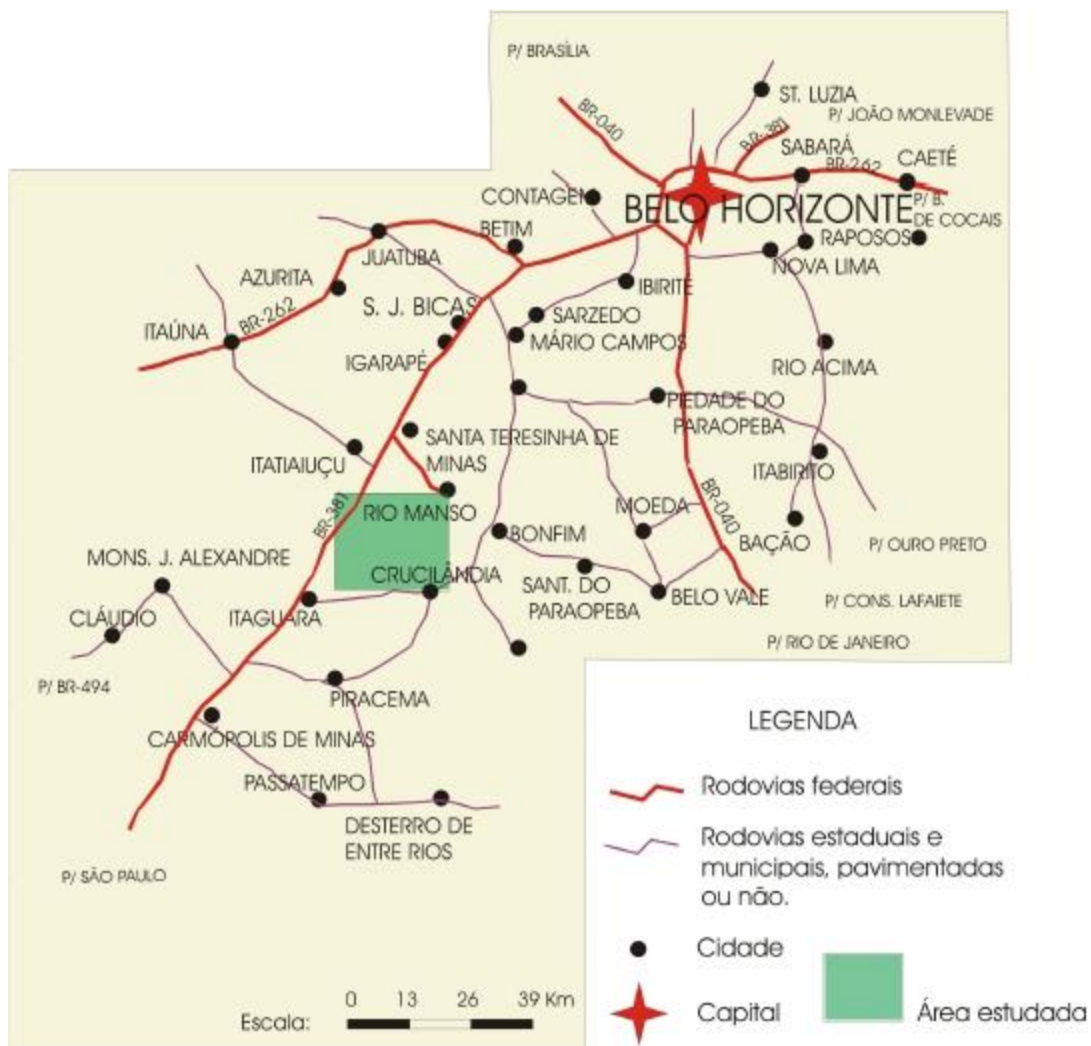 P/ BRASÍLIA
BR-040
ST. LUZIA
P/ JOÃO MONLEVADE
BR-381
SABARÁ
BR-262
CAETÉ
CONTAGEM
BELO HORIZONTE
P/ B.
DE COCAIS
BETIM
RAPOSOS
JUATUBA
NOVA LIMA
AZURITA
IBIRITÉ
S. J. BICAS
SARZEDO
BR-262
ITAÚNA
MÁRIO CAMPOS
IGARAPÉ
RIO ACIMA
PIEDADE DO
PARAOPEBA
SANTA TERESINHA DE
MINAS
ITATIAIUÇU
ITABIRITO
BR-381
RIO MANSO
MOEDA
BR-040
BONFIM
BAÇÃO
P/ OURO PRETO
MONS. J. ALEXANDRE
CRUCILÂNDIA
SANT. DO
PARAOPEBA
BELO VALE
P/ CONS. LAFAIETE
CLÁUDIO
ITAGUARA
P/ RIO DE JANEIRO
P/ BR-494
PIRACEMA
CARMÓPOLIS DE MINAS
PASSATEMPO
DESTERRO DE
ENTRE RIOS
P/ SÃO PAULO
LEGENDA
Rodovias federais
Rodovias estaduais e
municipais, pavimentadas
ou não.
Cidade
Capital
Área estudada
0 13 26 39 Km
Escala: